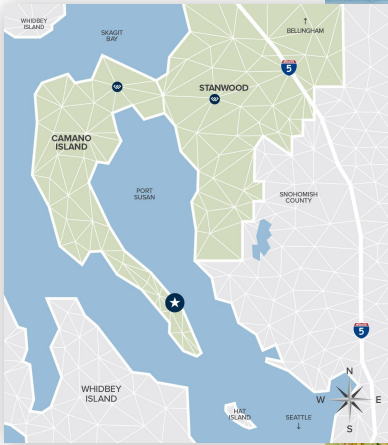 WHIDBEY
ISLAND
SKAGIT
BAY
↑
BELLINGHAM
5
STANWOOD
CAMANO
ISLAND
PORT
SUSAN
SNOHOMISH
COUNTY
5
WHIDBEY
ISLAND
HAT
ISLAND
SEATTLE
↓
N
W
E
S